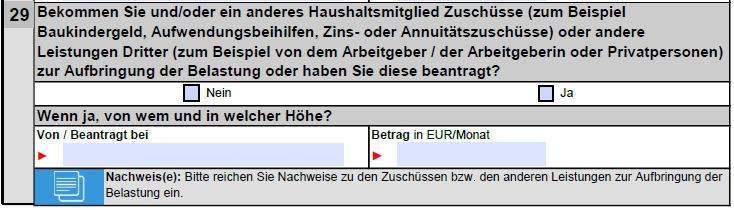 29 Bekommen Sie und/oder ein anderes Haushaltsmitglied Zuschüsse (zum Beispiel
Baukindergeld, Aufwendungsbeihilfen, Zins- oder Annuitätszuschüsse) oder andere
Leistungen Dritter (zum Beispiel von dem Arbeitgeber / der Arbeitgeberin oder Privatpersonen)
zur Aufbringung der Belastung oder haben Sie diese beantragt?
Nein Ja
Wenn ja, von wem und in welcher Höhe?
Von / Beantragt bei Betrag in EUR/Monat
Nachweis(e): Bitte reichen Sie Nachweise zu den Zuschüssen bzw. den anderen Leistungen zur Aufbringung der
Belastung ein.